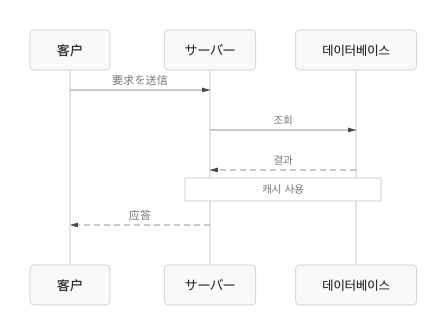 客户
サーバー
데이터베이스
要求を送信
조회
결과
캐시 사용
应答
客户
サーバー
데이터베이스